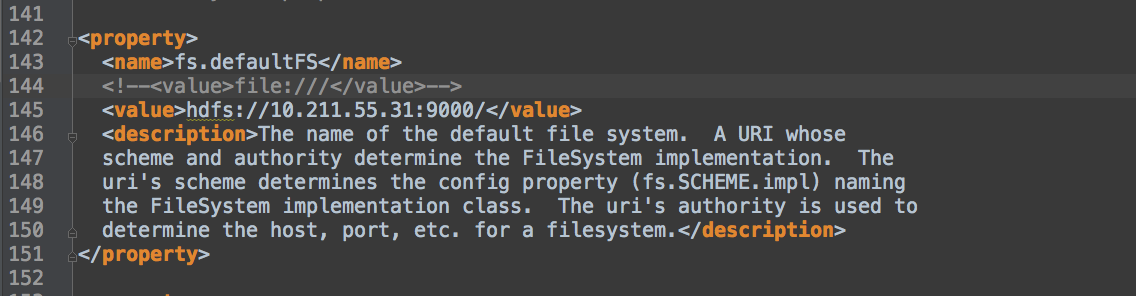 141
142 <property>
143 <name>fs.defaultFS</name>
144 <!--<value>file:///</value>-->
145 <value>hdfs://10.211.55.31:9000/</value>
146 <description>The name of the default file system.  A URI whose
147 scheme and authority determine the FileSystem implementation.  The
148 uri's scheme determines the config property (fs.SCHEME.impl) naming
149 the FileSystem implementation class.  The uri's authority is used to
150 determine the host, port, etc. for a filesystem.</description>
151 </property>
152